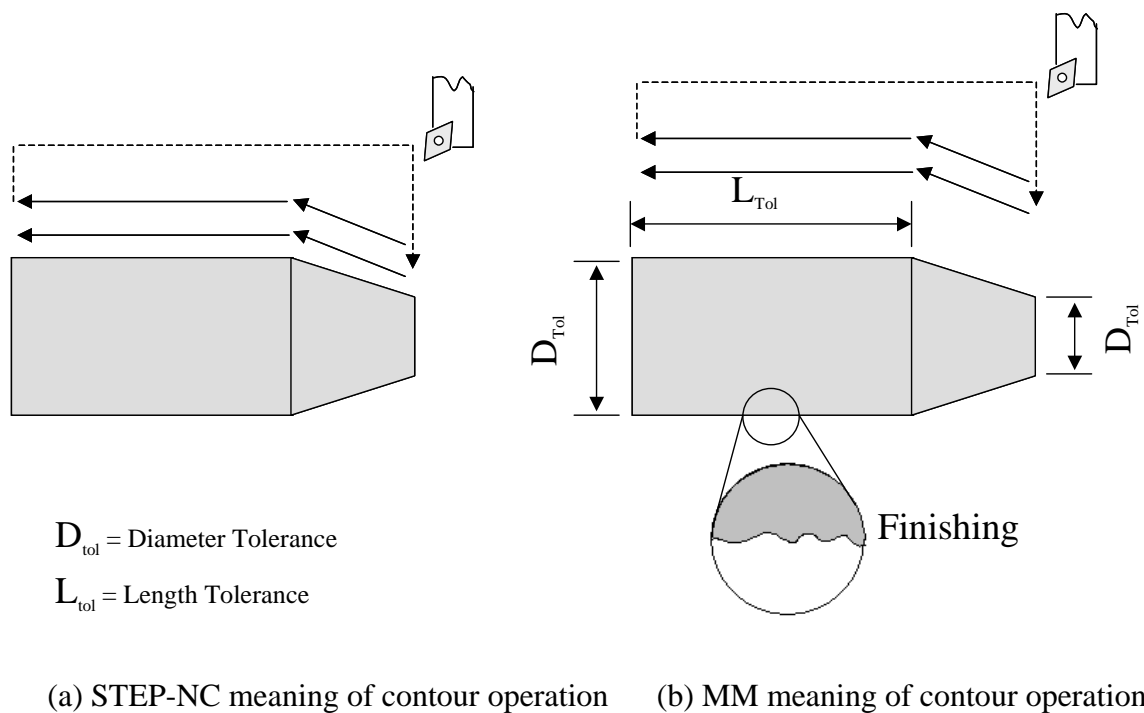 L_Tol
D_Tol
D_Tol
Finishing
D_tol = Diameter Tolerance
L_tol = Length Tolerance
(a) STEP-NC meaning of contour operation
(b) MM meaning of contour operation